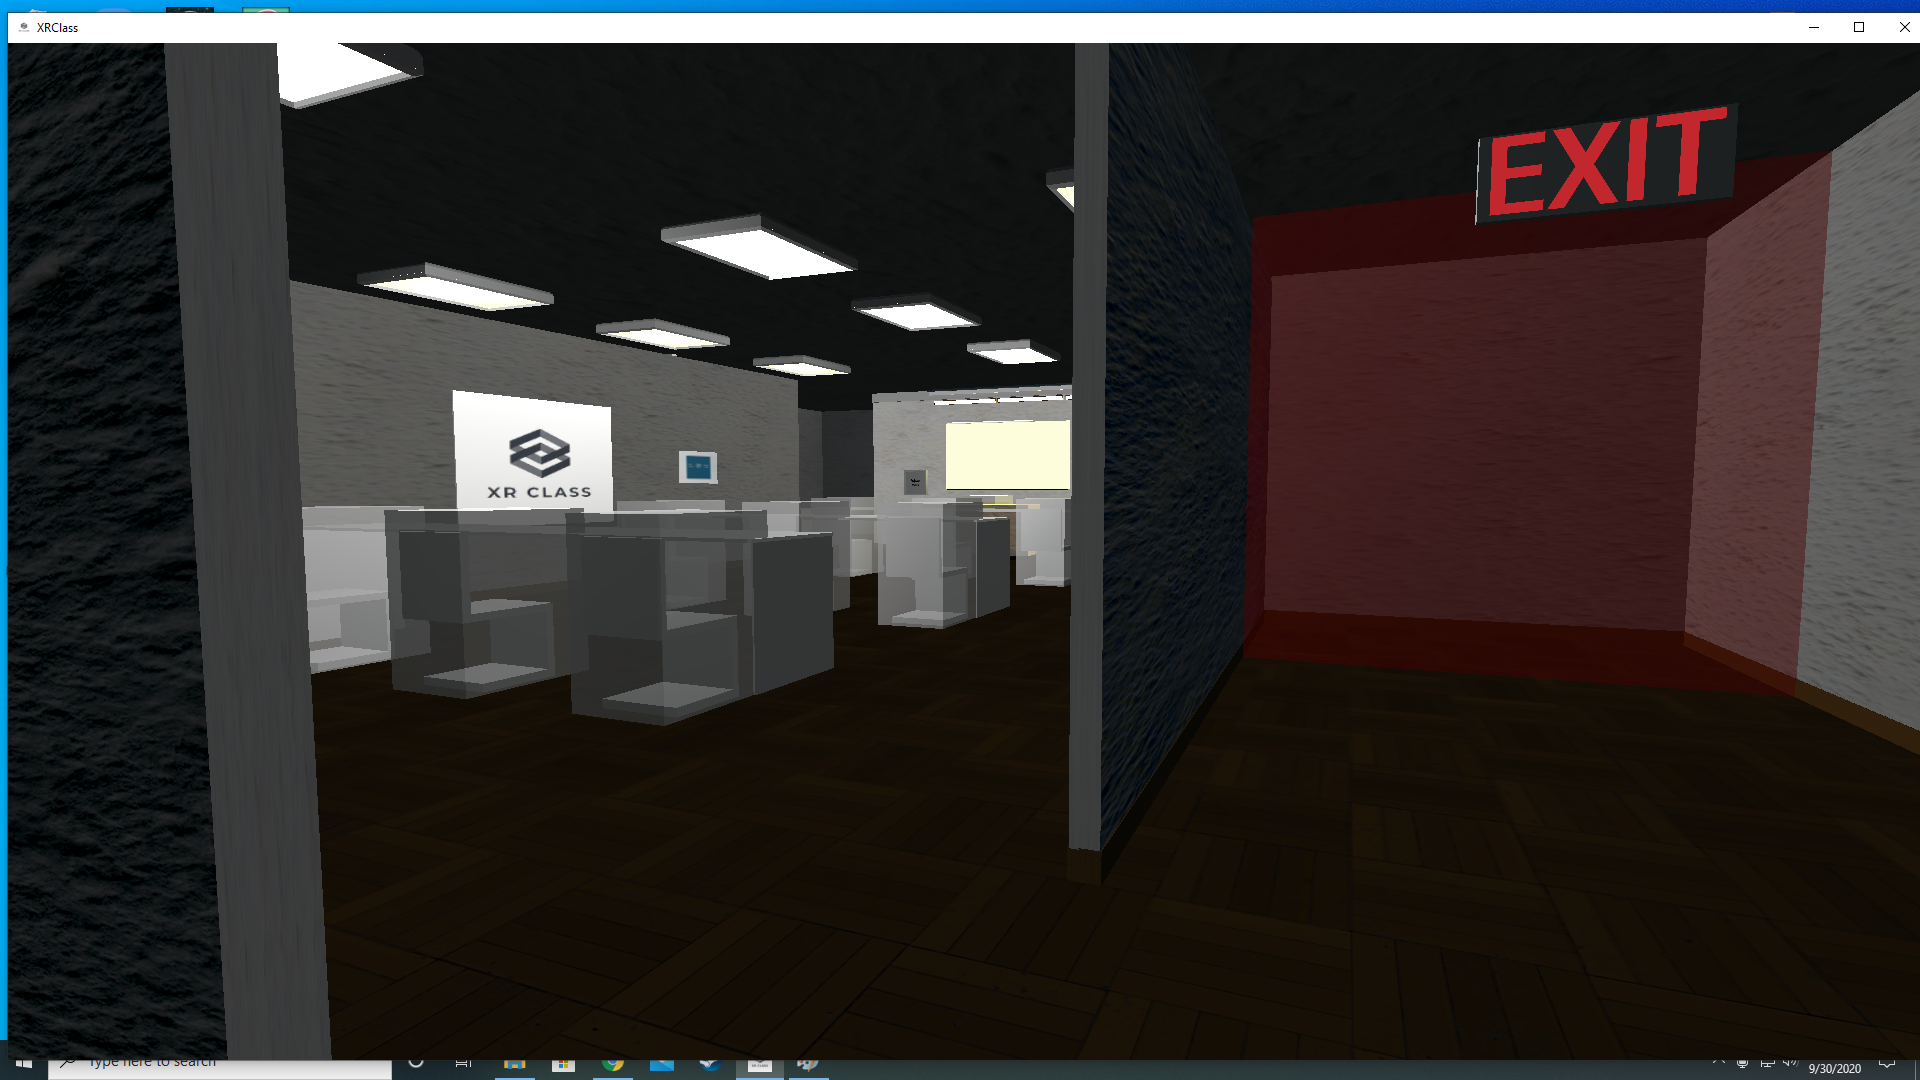 XRClass
EXIT
XR CLASS
Type here to search
9/30/2020